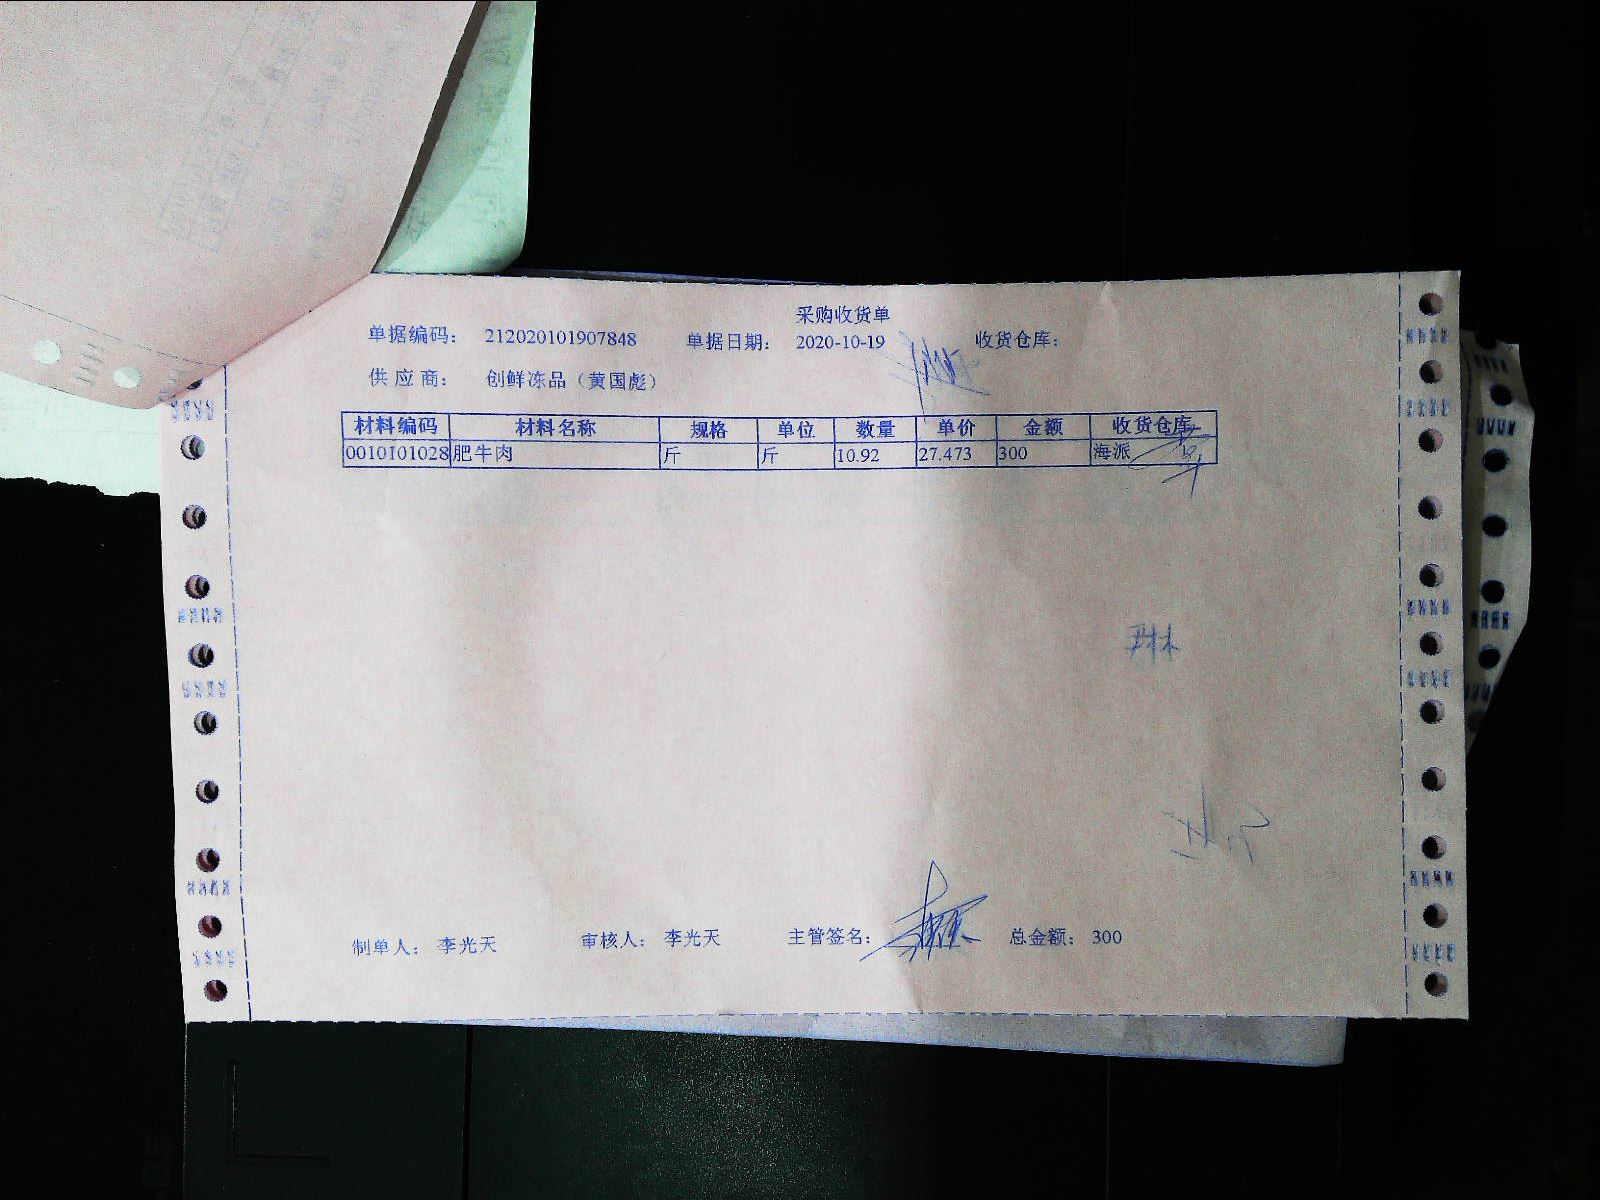 采购收货单
单据编码： 212020101907848 单据日期： 2020-10-19 收货仓库：
供应商： 创鲜冻品（黄国彪）
材料编码 材料名称 规格 单位 数量 单价 金额 收货仓库
0010101028 肥牛肉 斤 斤 10.92 27.473 300 海派
琳
制单人： 李光天 审核人： 李光天 主管签名： 总金额： 300